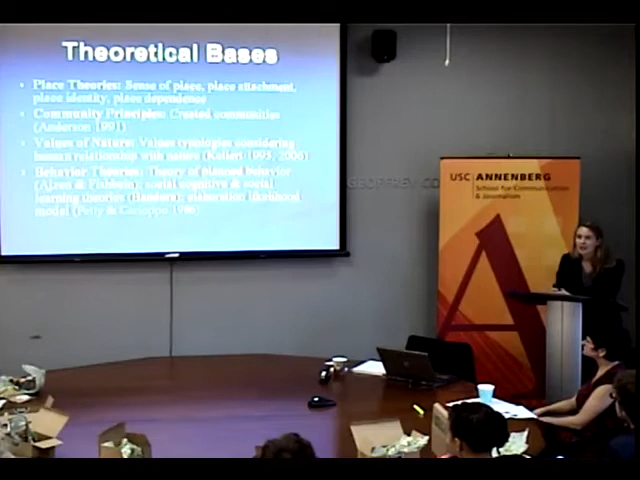 Theoretical Bases
• Place Theories: Sense of place, place attachment,
place identity, place dependence
• Community Principles: Created communities
(Anderson 1991)
• Values of Nature: Values typologies considering
human relationship with nature (Kellert 1995, 2006)
• Behavior Theories: Theory of planned behavior
(Ajzen & Fishbein), social cognitive & social
learning theories (Bandura), elaboration likelihood
model (Petty & Cacioppo 1986)
GEOFFREY CO
USC ANNENBERG
School for Communication
& Journalism